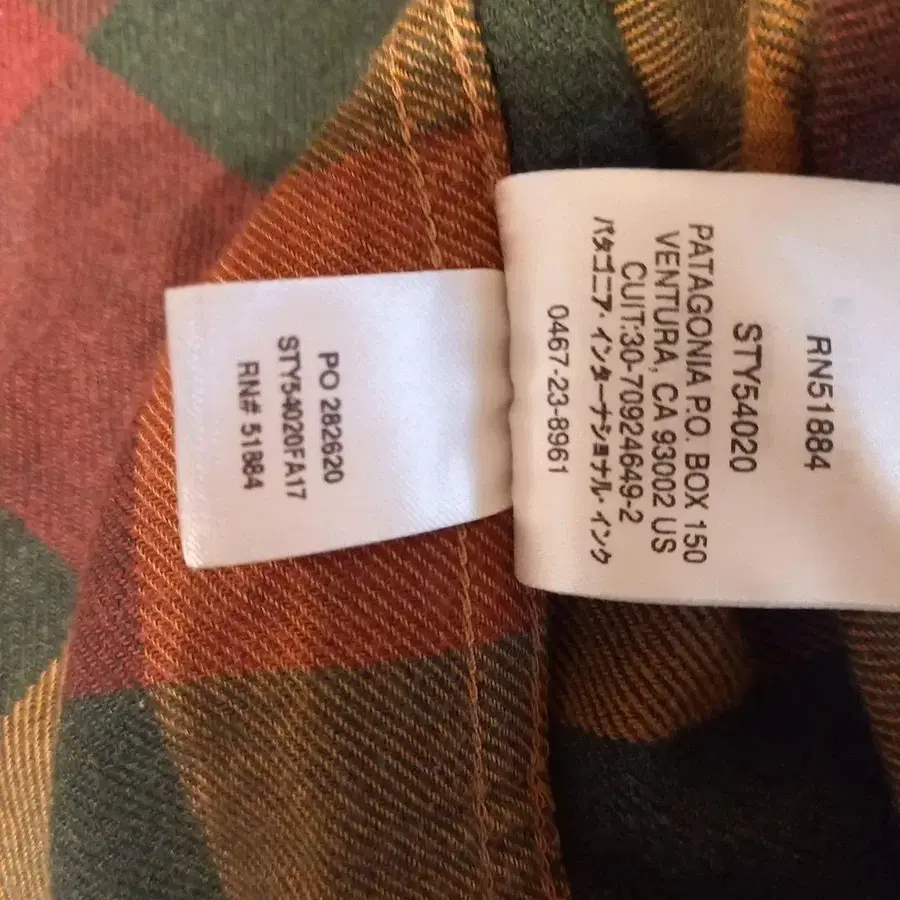 PO 282620
STY54020FA17
RN# 51884
RN51884
STY54020
PATAGONIA P.O. BOX 150
VENTURA, CA 93002 US
CUIT:30-70924649-2
パタゴニア・インターナショナル・インク
0467-23-8961